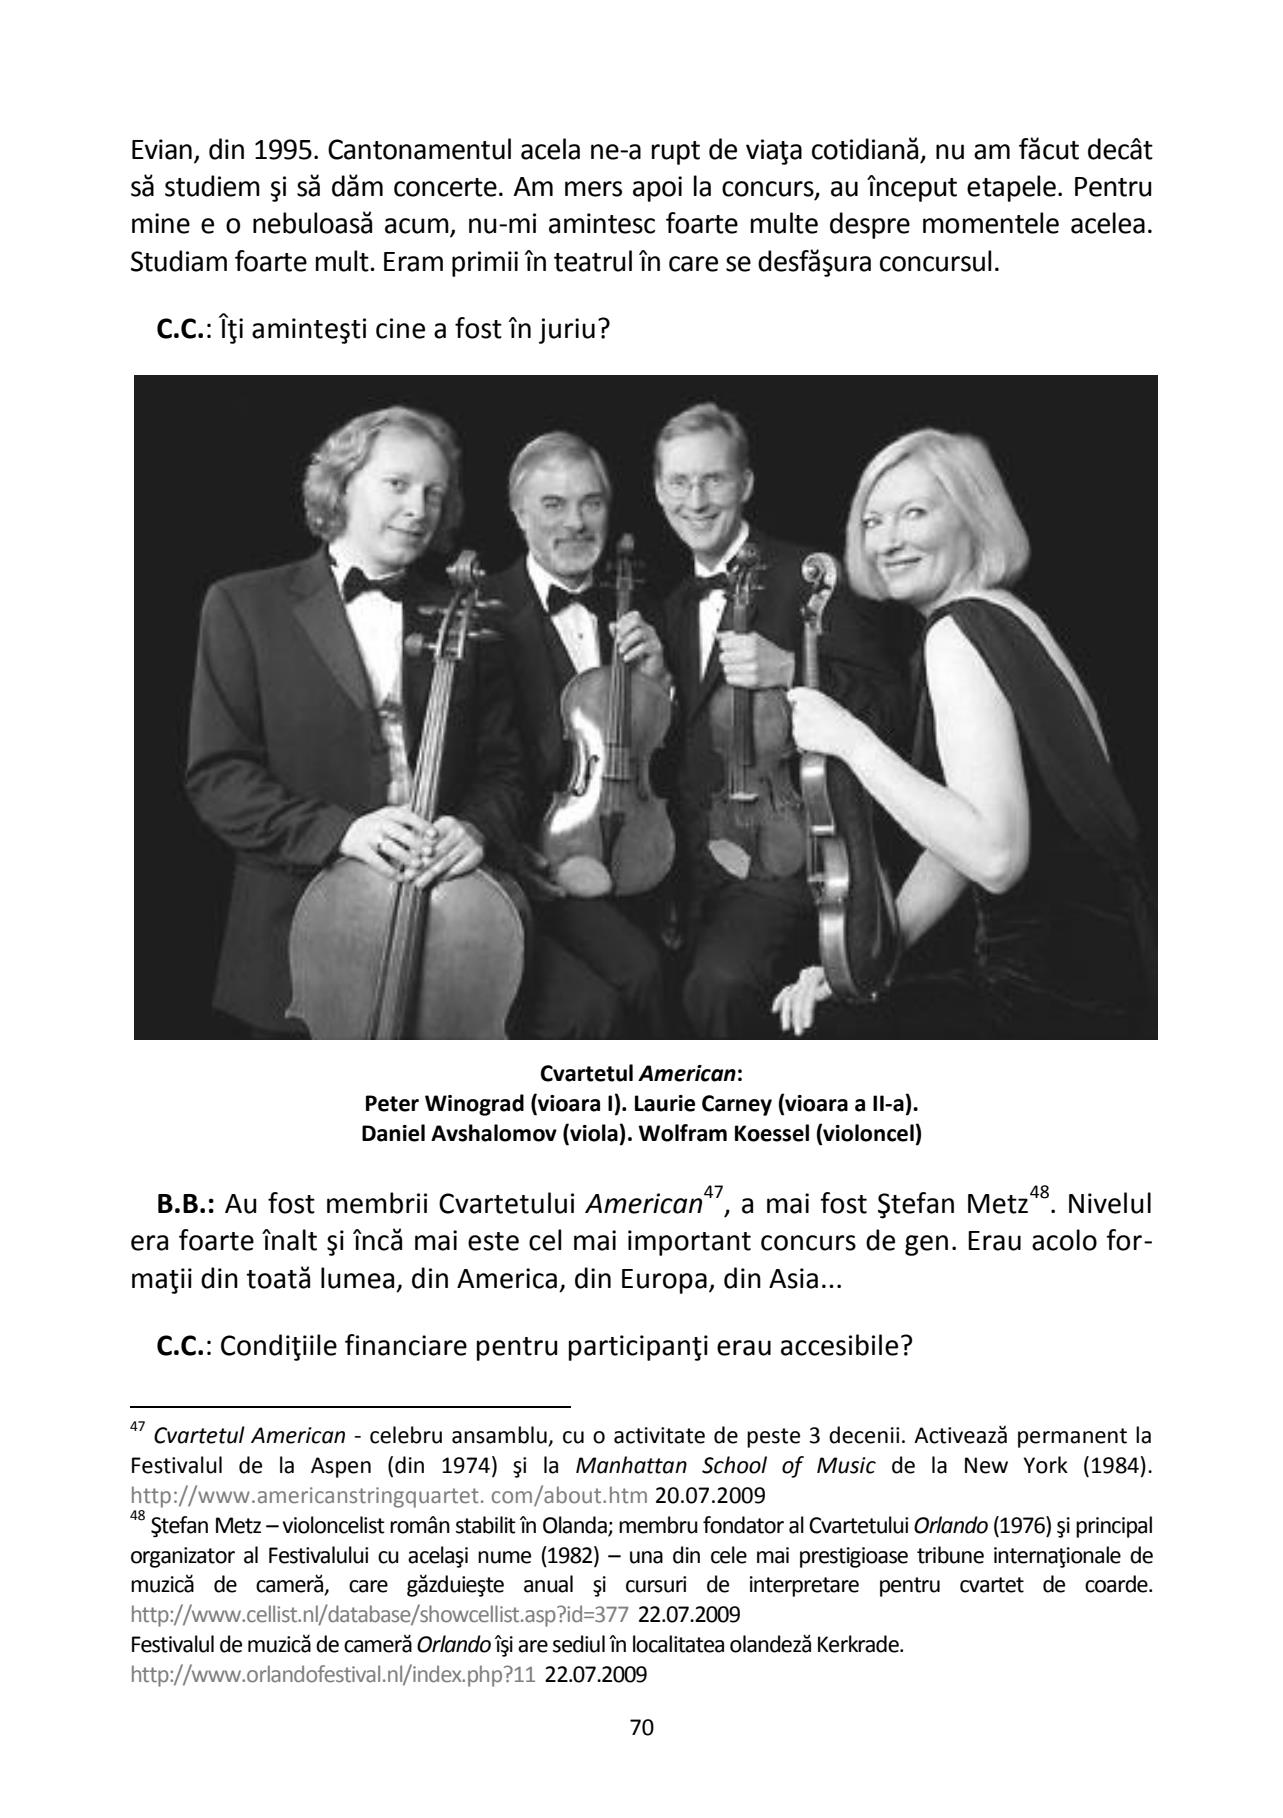 Evian, din 1995. Cantonamentul acela ne-a rupt de viaţa cotidiană, nu am făcut decât
să studiem şi să dăm concerte. Am mers apoi la concurs, au început etapele. Pentru
mine e o nebuloasă acum, nu-mi amintesc foarte multe despre momentele acelea.
Studiam foarte mult. Eram primii în teatrul în care se desfăşura concursul.
C.C.: Îţi aminteşti cine a fost în juriu?
Cvartetul American:
Peter Winograd (vioara I). Laurie Carney (vioara a II-a).
Daniel Avshalomov (viola). Wolfram Koessel (violoncel)
B.B.: Au fost membrii Cvartetului American47, a mai fost Ştefan Metz48. Nivelul
era foarte înalt şi încă mai este cel mai important concurs de gen. Erau acolo for-
maţii din toată lumea, din America, din Europa, din Asia...
C.C.: Condiţiile financiare pentru participanţi erau accesibile?
47 Cvartetul American - celebru ansamblu, cu o activitate de peste 3 decenii. Activează permanent la
Festivalul de la Aspen (din 1974) şi la Manhattan School of Music de la New York (1984).
http://www.americanstringquartet. com/about.htm 20.07.2009
48 Ştefan Metz – violoncelist român stabilit în Olanda; membru fondator al Cvartetului Orlando (1976) şi principal
organizator al Festivalului cu acelaşi nume (1982) – una din cele mai prestigioase tribune internaţionale de
muzică de cameră, care găzduieşte anual şi cursuri de interpretare pentru cvartet de coarde.
http://www.cellist.nl/database/showcellist.asp?id=377 22.07.2009
Festivalul de muzică de cameră Orlando îşi are sediul în localitatea olandeză Kerkrade.
http://www.orlandofestival.nl/index.php?11 22.07.2009
70